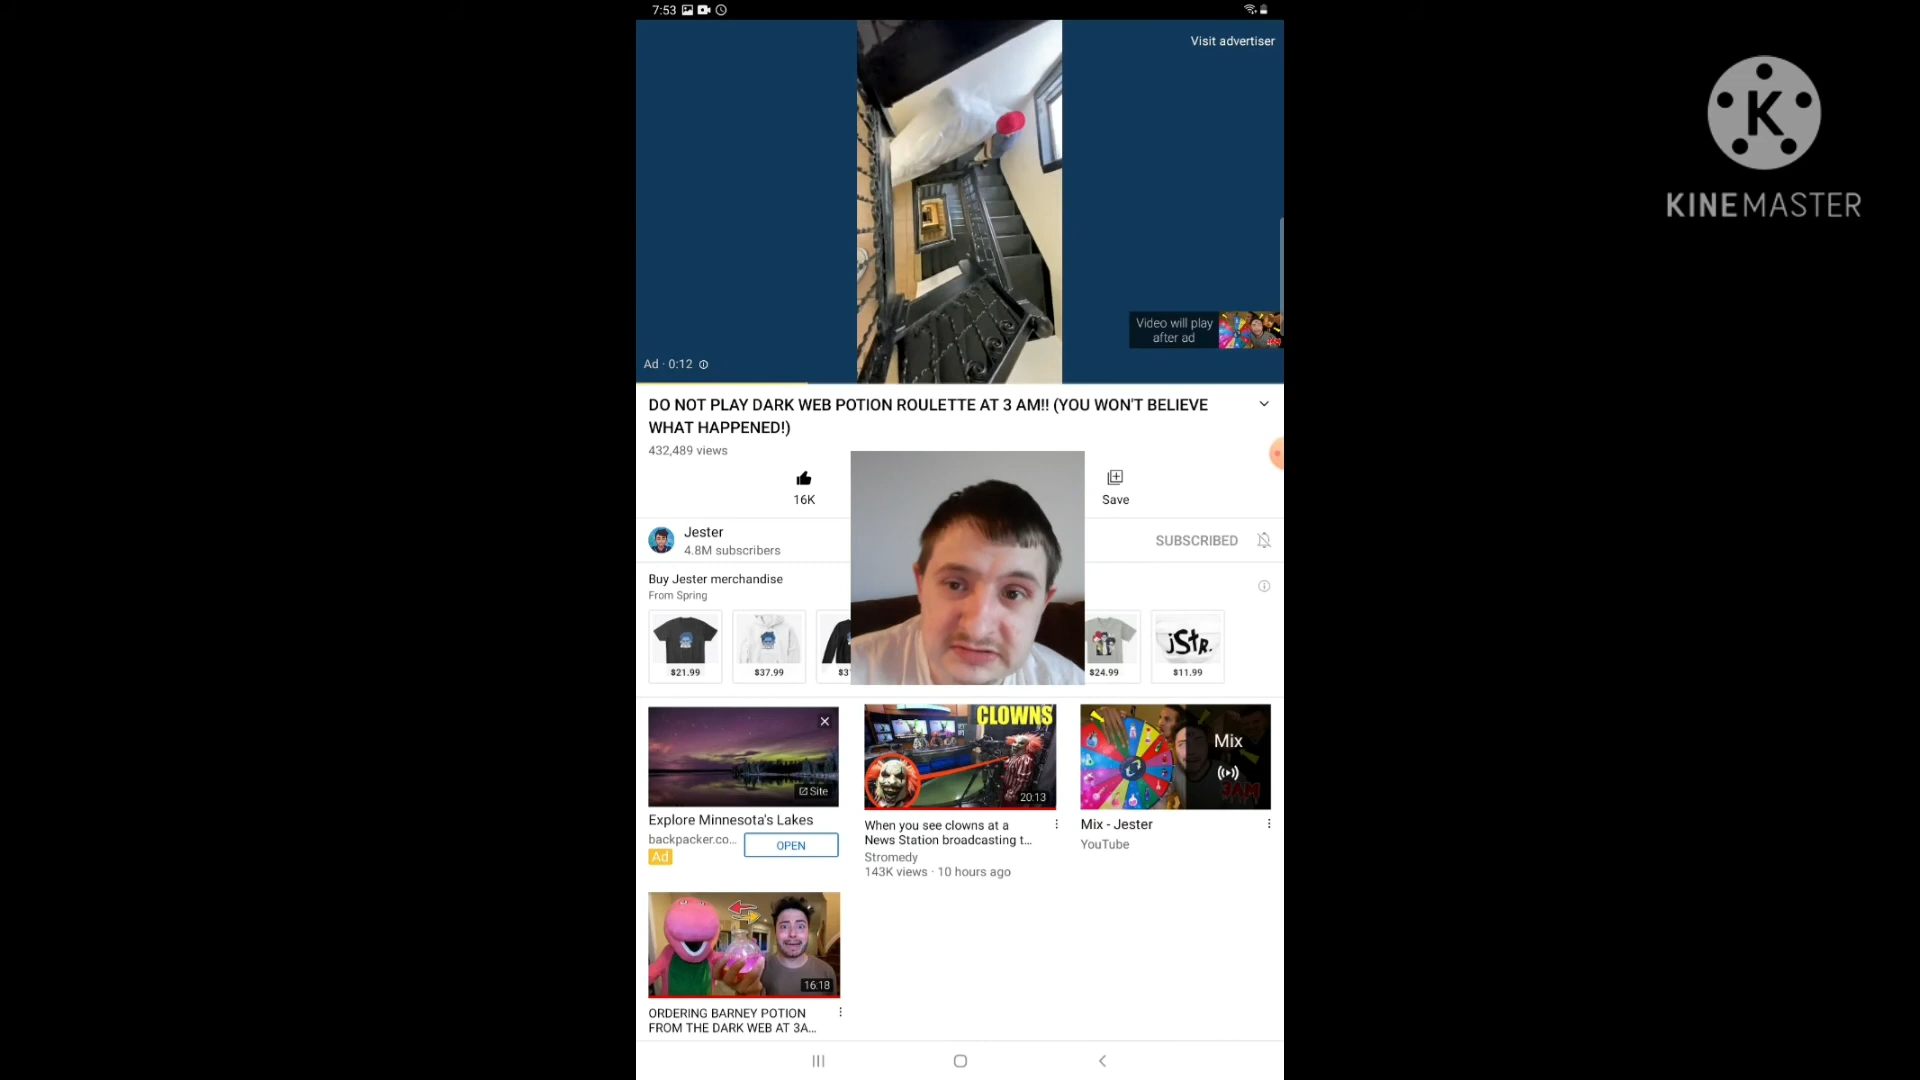 7:53
Visit advertiser
Video will play
after ad
Ad · 0:12
K
KINEMASTER
DO NOT PLAY DARK WEB POTION ROULETTE AT 3 AM!! (YOU WON'T BELIEVE
WHAT HAPPENED!)
432,489 views
16K
Save
Jester
4.8M subscribers
SUBSCRIBED
Buy Jester merchandise
From Spring
jStr.
$21.99
$37.99
$3
$24.99
$11.99
Site
Explore Minnesota's Lakes
backpacker.co...
OPEN
Ad
CLOWNS
20:13
When you see clowns at a
News Station broadcasting t...
Stromedy
143K views · 10 hours ago
Mix
3AM
Mix - Jester
YouTube
16:18
ORDERING BARNEY POTION
FROM THE DARK WEB AT 3A...